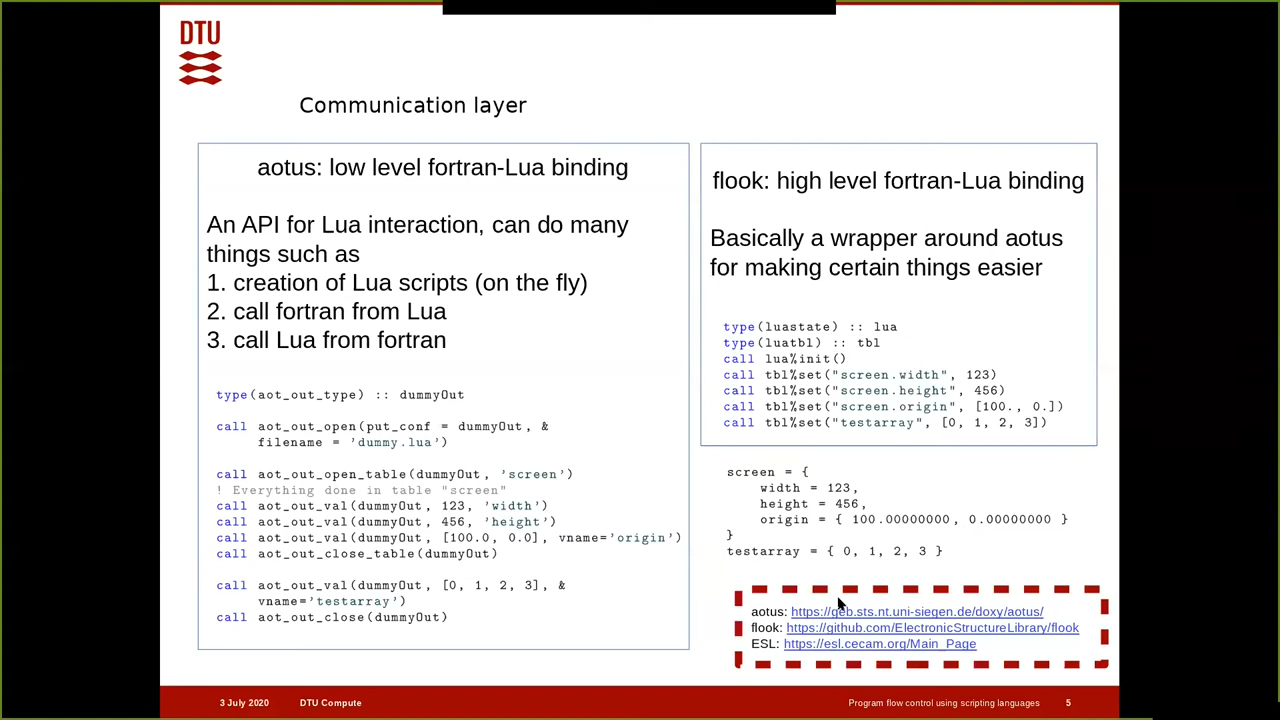 DTU
Communication layer
aotus: low level fortran-Lua binding
An API for Lua interaction, can do many
things such as
1. creation of Lua scripts (on the fly)
2. call fortran from Lua
3. call Lua from fortran
type(aot_out_type) :: dummyOut
call aot_out_open(put_conf = dummyOut, &
filename = 'dummy.lua')
call aot_out_open_table(dummyOut, 'screen')
! Everything done in table "screen"
call aot_out_val(dummyOut, 123, 'width')
call aot_out_val(dummyOut, 456, 'height')
call aot_out_val(dummyOut, [100.0, 0.0], vname='origin')
call aot_out_close_table(dummyOut)
call aot_out_val(dummyOut, [0, 1, 2, 3], &
vname='testarray')
call aot_out_close(dummyOut)
flook: high level fortran-Lua binding
Basically a wrapper around aotus
for making certain things easier
type(luastate) :: lua
type(luatbl) :: tbl
call lua%init()
call tbl%set("screen.width", 123)
call tbl%set("screen.height", 456)
call tbl%set("screen.origin", [100., 0.])
call tbl%set("testarray", [0, 1, 2, 3])
screen = {
width = 123,
height = 456,
origin = { 100.00000000, 0.00000000 }
}
testarray = { 0, 1, 2, 3 }
aotus: https://geb.sts.nt.uni-siegen.de/doxy/aotus/
flook: https://github.com/ElectronicStructureLibrary/flook
ESL: https://esl.cecam.org/Main_Page
3 July 2020 DTU Compute Program flow control using scripting languages 5